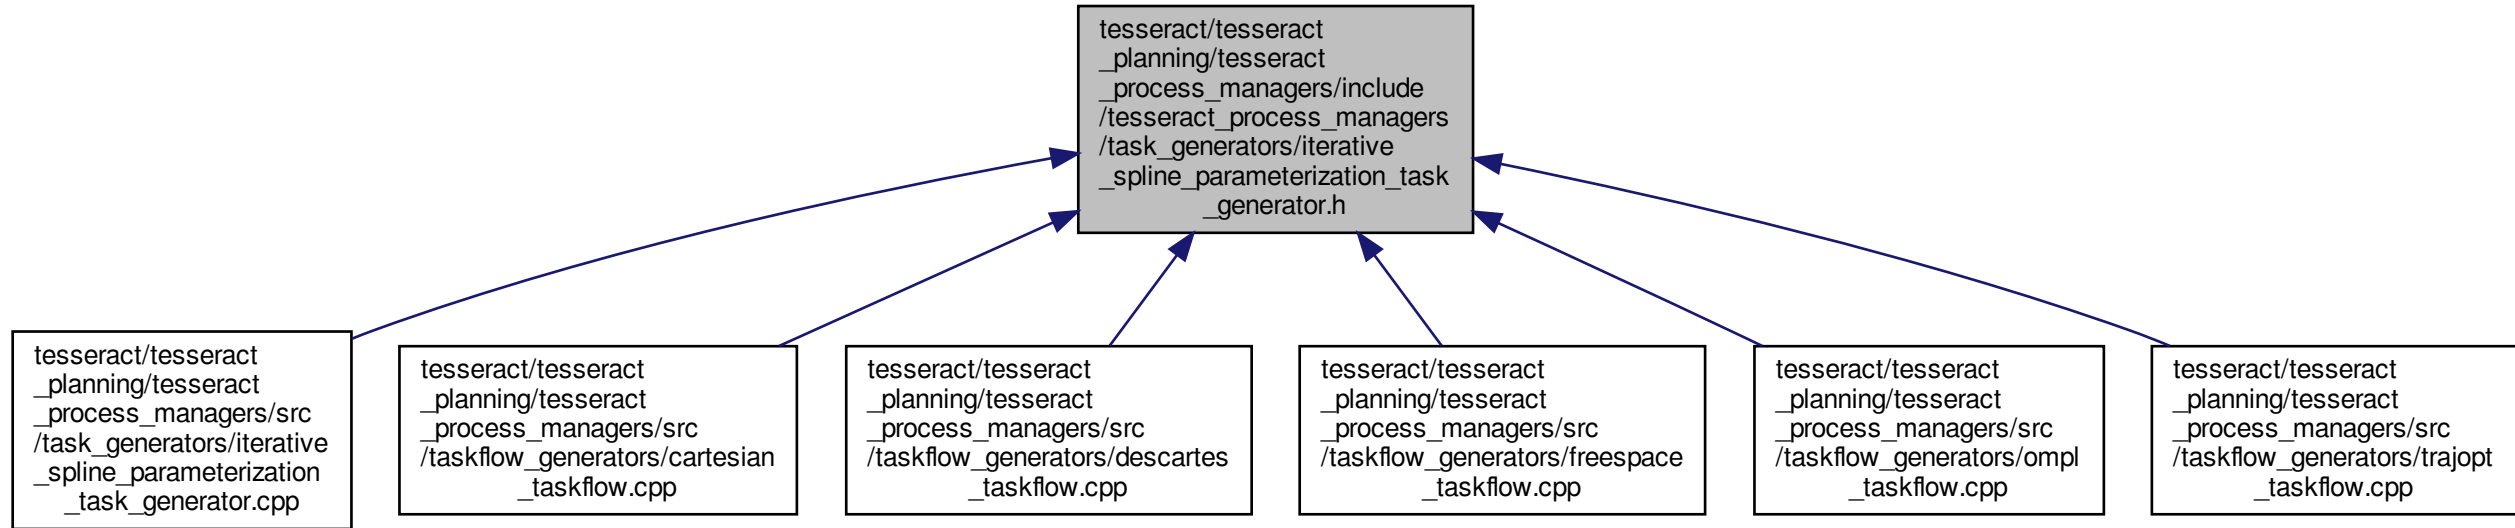 tesseract/tesseract
_planning/tesseract
_process_managers/include
/tesseract_process_managers
/task_generators/iterative
_spline_parameterization_task
_generator.h
tesseract/tesseract
_planning/tesseract
_process_managers/src
/task_generators/iterative
_spline_parameterization
_task_generator.cpp
tesseract/tesseract
_planning/tesseract
_process_managers/src
/taskflow_generators/cartesian
_taskflow.cpp
tesseract/tesseract
_planning/tesseract
_process_managers/src
/taskflow_generators/descartes
_taskflow.cpp
tesseract/tesseract
_planning/tesseract
_process_managers/src
/taskflow_generators/freespace
_taskflow.cpp
tesseract/tesseract
_planning/tesseract
_process_managers/src
/taskflow_generators/ompl
_taskflow.cpp
tesseract/tesseract
_planning/tesseract
_process_managers/src
/taskflow_generators/trajopt
_taskflow.cpp